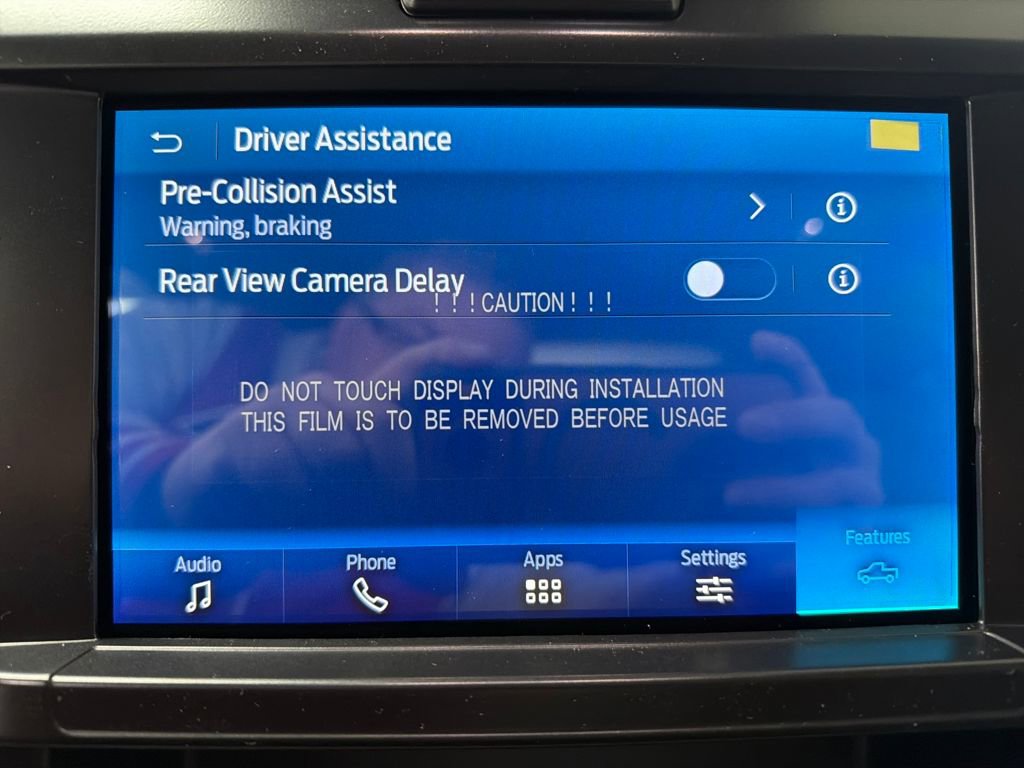 Driver Assistance
Pre-Collision Assist
Warning, braking
Rear View Camera Delay
! ! ! CAUTION ! ! !
DO NOT TOUCH DISPLAY DURING INSTALLATION
THIS FILM IS TO BE REMOVED BEFORE USAGE
Audio
Phone
Apps
Settings
Features